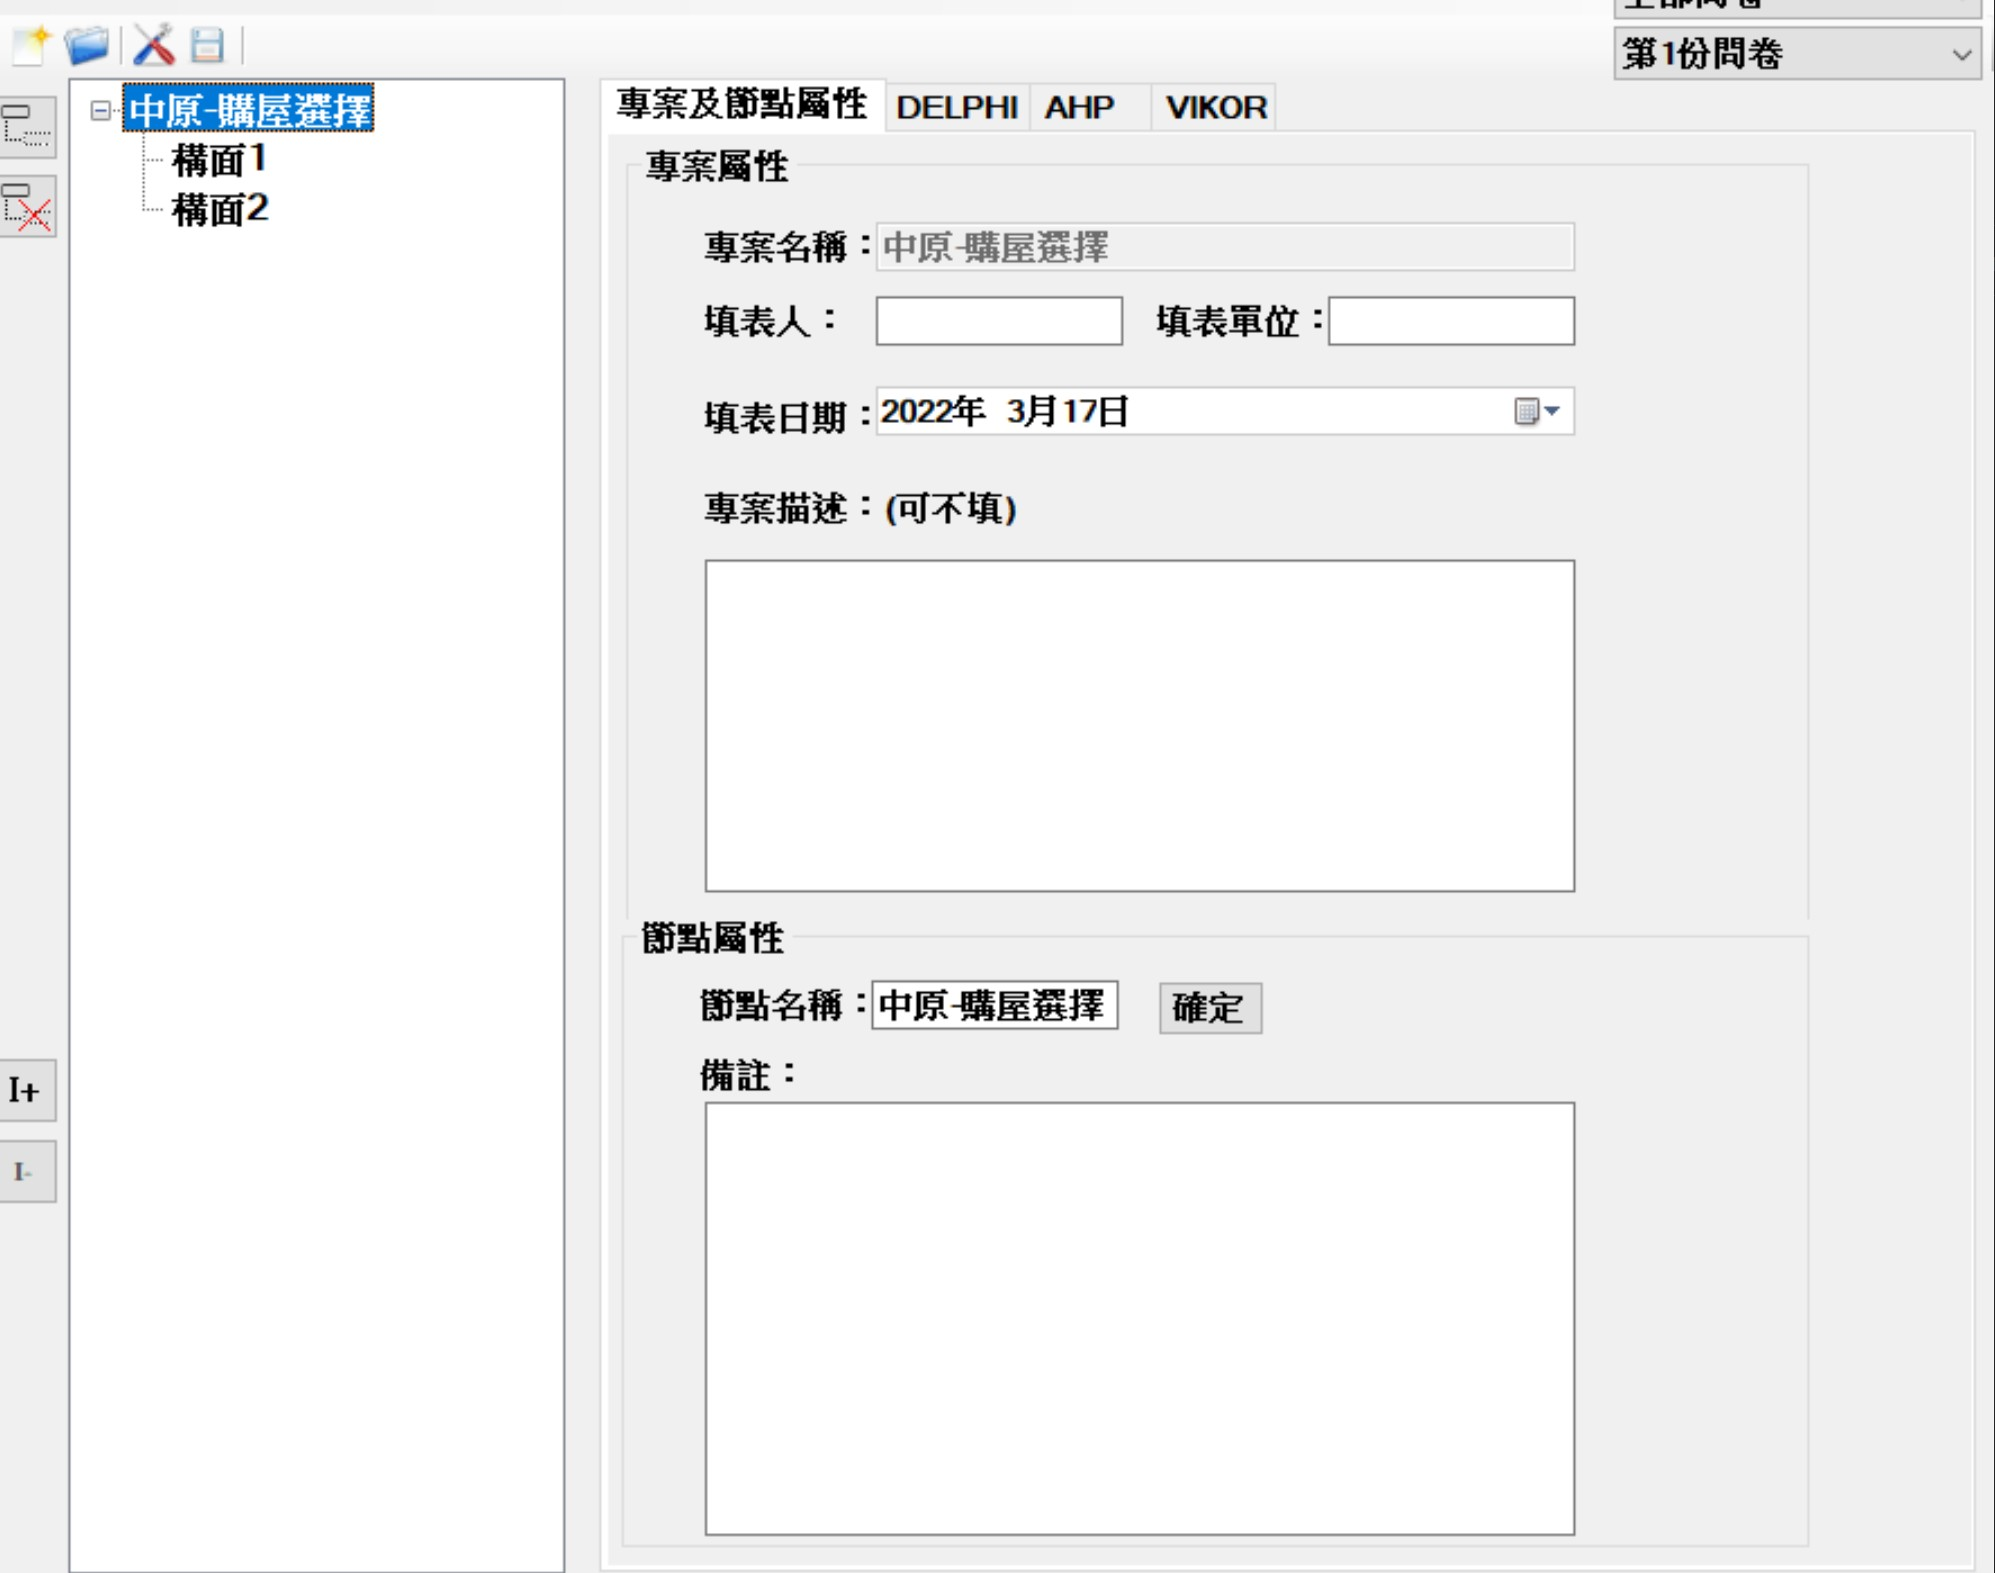 第1份問卷
中原-購屋選擇
構面1
構面2
專案及節點屬性 DELPHI AHP VIKOR
專案屬性
專案名稱：中原-購屋選擇
填表人： 填表單位：
填表日期：2022年 3月17日
專案描述：(可不填)
節點屬性
節點名稱：中原-購屋選擇 確定
備註：
I+
I-